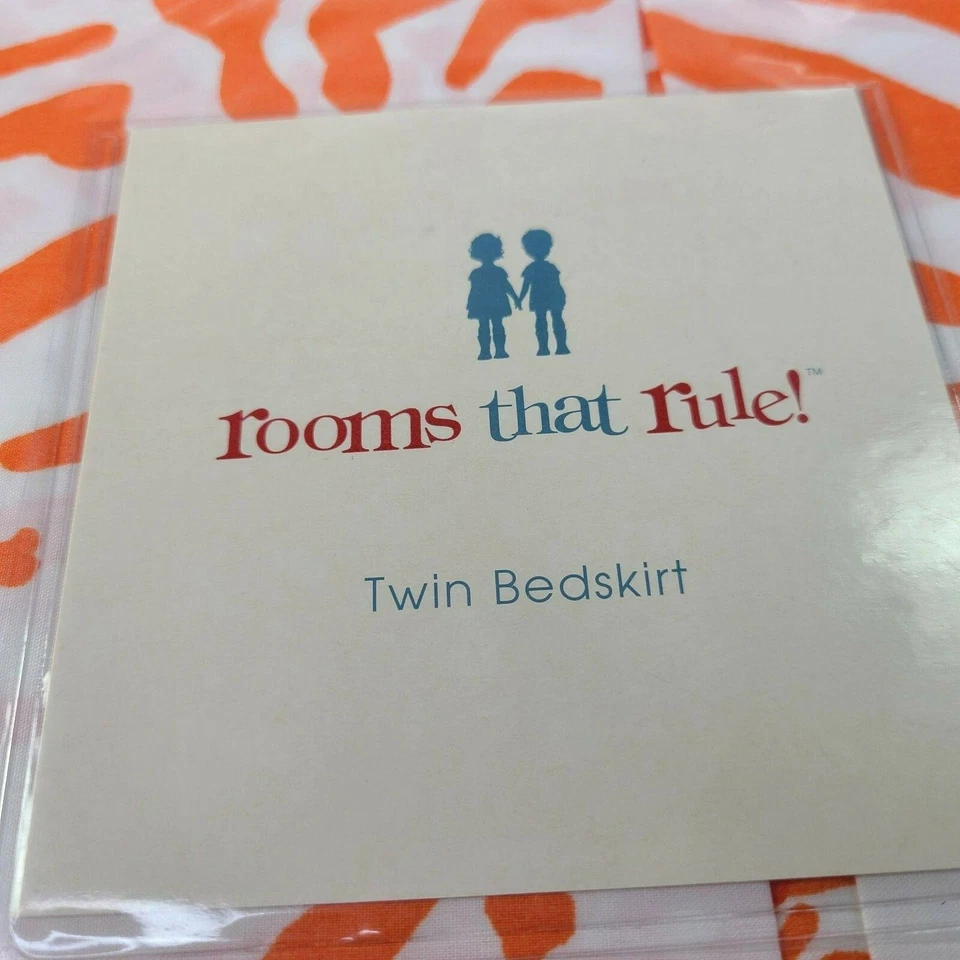 rooms that rule!™
Twin Bedskirt